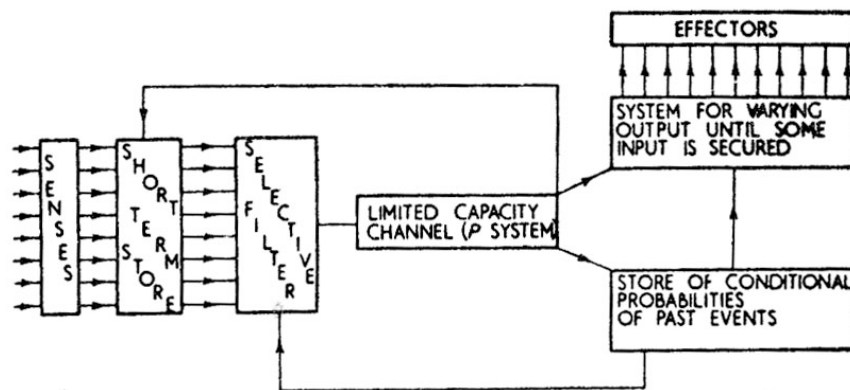 EFFECTORS
SYSTEM FOR VARYING
OUTPUT UNTIL SOME
INPUT IS SECURED
SENSES
SHORT TERM STORE
SELECTIVE FILTER
LIMITED CAPACITY
CHANNEL (P SYSTEM)
STORE OF CONDITIONAL
PROBABILITIES
OF PAST EVENTS